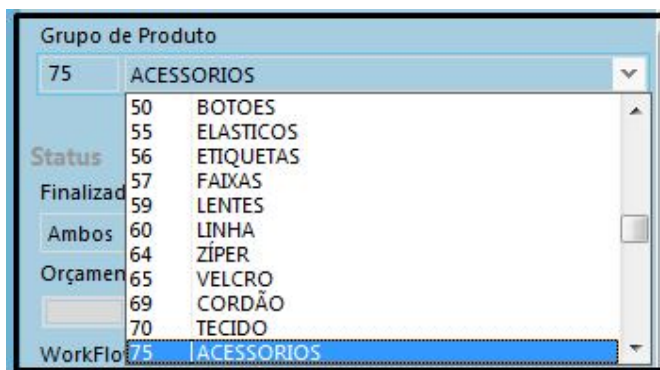 Grupo de Produto
75 ACESSORIOS
50 BOTOES
55 ELASTICOS
Status
56 ETIQUETAS
57 FAIXAS
Finalizad
59 LENTES
Ambos
60 LINHA
64 ZÍPER
Orçamen
65 VELCRO
69 CORDÃO
70 TECIDO
WorkFlo
75 ACESSORIOS